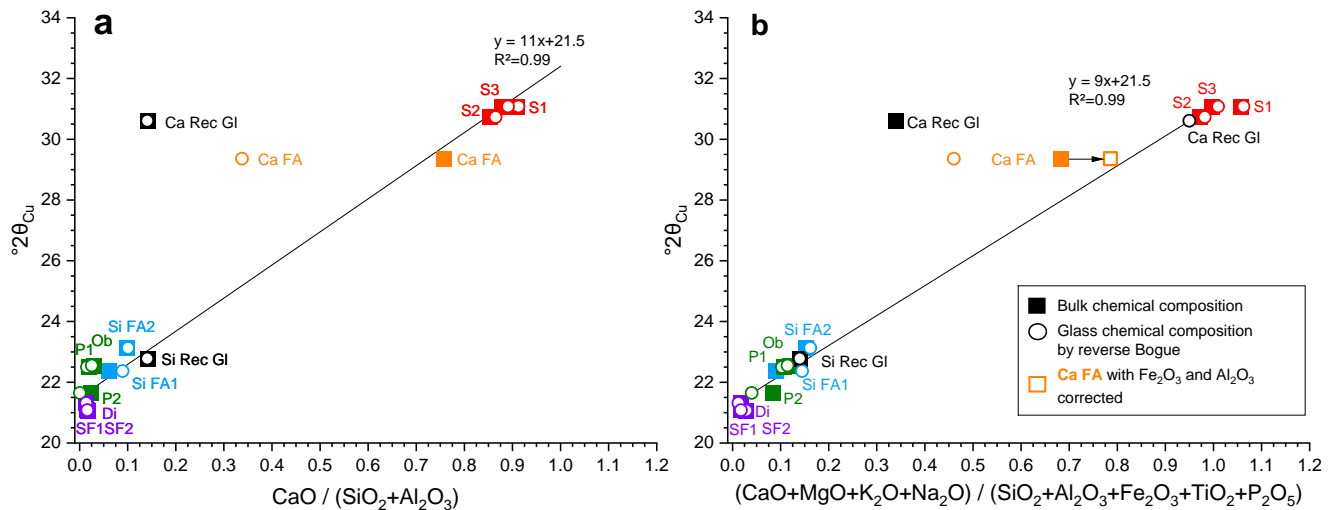 a
y = 11x+21.5
R²=0.99
S3
S2
S1
Ca Rec Gl
Ca FA
Ca FA
Si FA2
Ob
P1
Si Rec Gl
Si FA1
P2
Di
SF1 SF2
34
32
30
28
26
24
22
20
°2θCu
0.0 0.1 0.2 0.3 0.4 0.5 0.6 0.7 0.8 0.9 1.0 1.1 1.2
CaO / (SiO₂+Al₂O₃)
b
y = 9x+21.5
R²=0.99
S3
S2
S1
Ca Rec Gl
Ca Rec Gl
Ca FA
Si FA2
Ob
P1
Si Rec Gl
Si FA1
P2
Di
SF1 SF2
Bulk chemical composition
Glass chemical composition
by reverse Bogue
Ca FA with Fe₂O₃ and Al₂O₃
corrected
34
32
30
28
26
24
22
20
°2θCu
0.0 0.1 0.2 0.3 0.4 0.5 0.6 0.7 0.8 0.9 1.0 1.1 1.2
(CaO+MgO+K₂O+Na₂O) / (SiO₂+Al₂O₃+Fe₂O₃+TiO₂+P₂O₅)